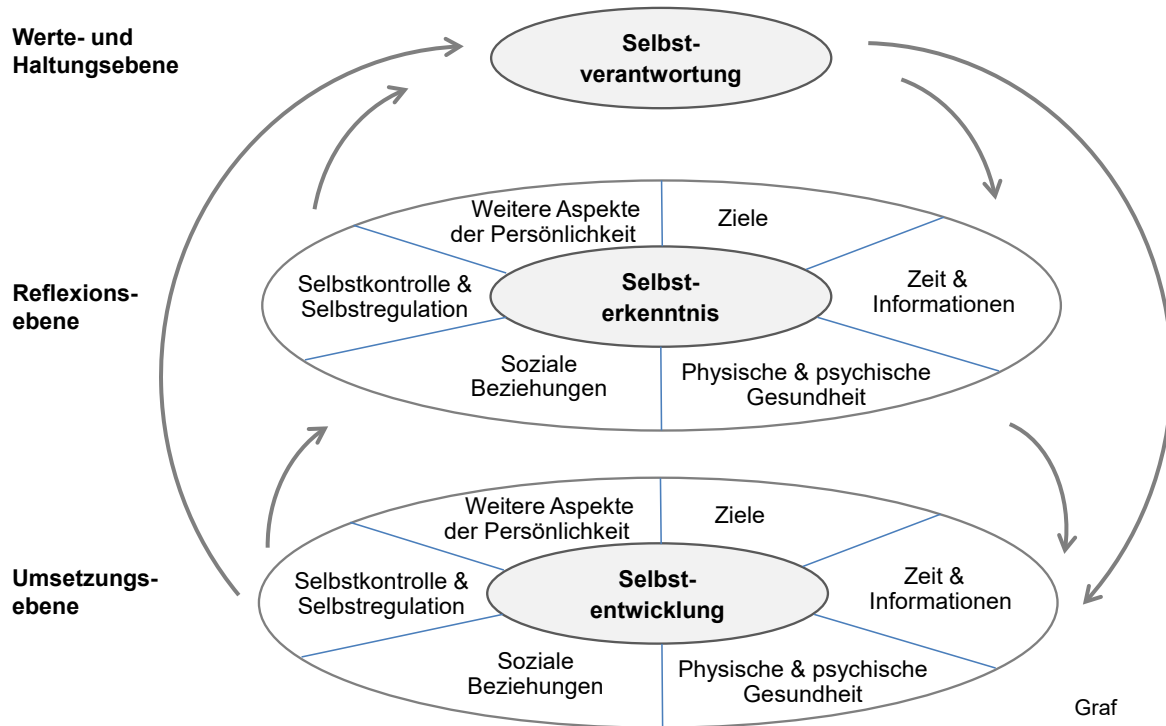 Werte- und
Haltungsebene
Selbst-
verantwortung
Weitere Aspekte
der Persönlichkeit
Ziele
Reflexions-
ebene
Selbstkontrolle &
Selbstregulation
Selbst-
erkenntnis
Zeit &
Informationen
Soziale
Beziehungen
Physische & psychische
Gesundheit
Weitere Aspekte
der Persönlichkeit
Ziele
Umsetzungs-
ebene
Selbstkontrolle &
Selbstregulation
Selbst-
entwicklung
Zeit &
Informationen
Soziale
Beziehungen
Physische & psychische
Gesundheit
Graf